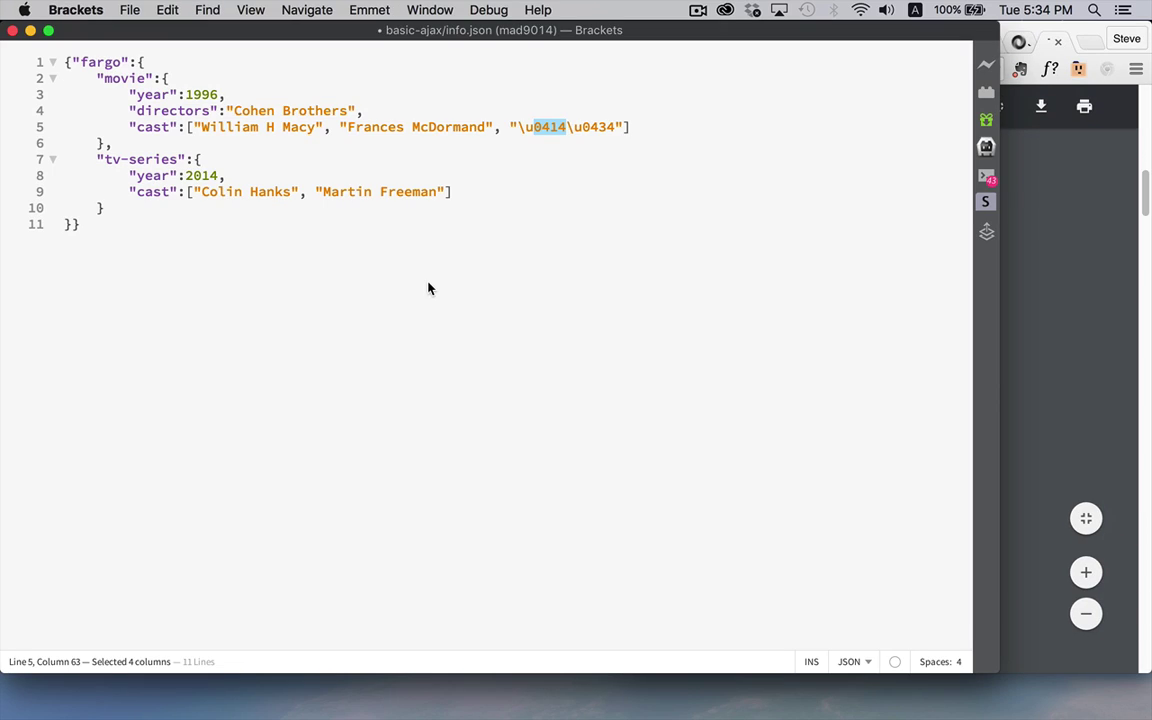 Brackets File Edit View Find Navigate Emmet Window Debug Help A 100% Tue 5:34 PM
• basic-ajax/info.json (mad9014) — Brackets
Steve
f?
1 {"fargo":{
2 "movie":{
3 "year":1996,
4 "directors":"Cohen Brothers",
5 "cast":["William H Macy", "Frances McDormand", "\u0414\u0434"]
6 },
7 "tv-series":{
8 "year":2014,
9 "cast":["Colin Hanks", "Martin Freeman"]
10 }
11 }}
43
S
Line 5, Column 63 — Selected 4 columns — 11 Lines INS JSON Spaces: 4